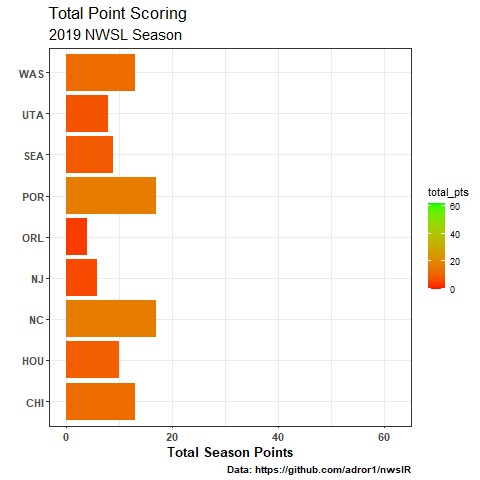 Total Point Scoring
2019 NWSL Season
WAS
UTA
SEA
POR
ORL
NJ
NC
HOU
CHI
0 20 40 60
Total Season Points
total_pts
60
40
20
0
Data: https://github.com/adror1/nwslR